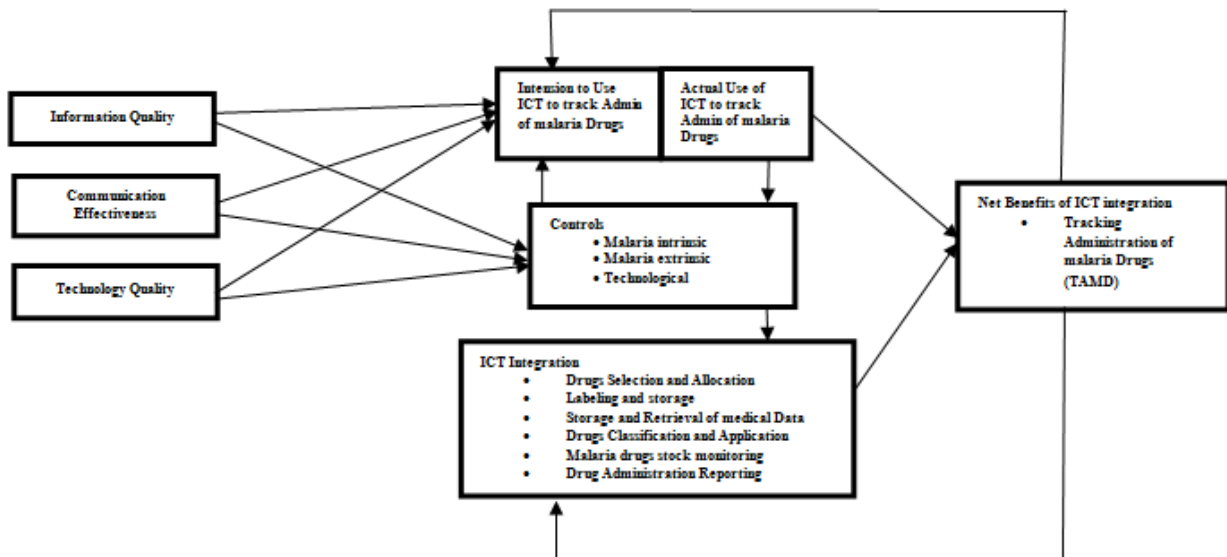 Information Quality
Communication
Effectiveness
Technology Quality
Intension to Use
ICT to track Admin
of malaria Drugs
Actual Use of
ICT to track
Admin of malaria
Drugs
Controls
• Malaria intrinsic
• Malaria extrinsic
• Technological
ICT Integration
• Drugs Selection and Allocation
• Labeling and storage
• Storage and Retrieval of medical Data
• Drugs Classification and Application
• Malaria drugs stock monitoring
• Drug Administration Reporting
Net Benefits of ICT integration
• Tracking
Administration of
malaria Drugs
(TAMD)